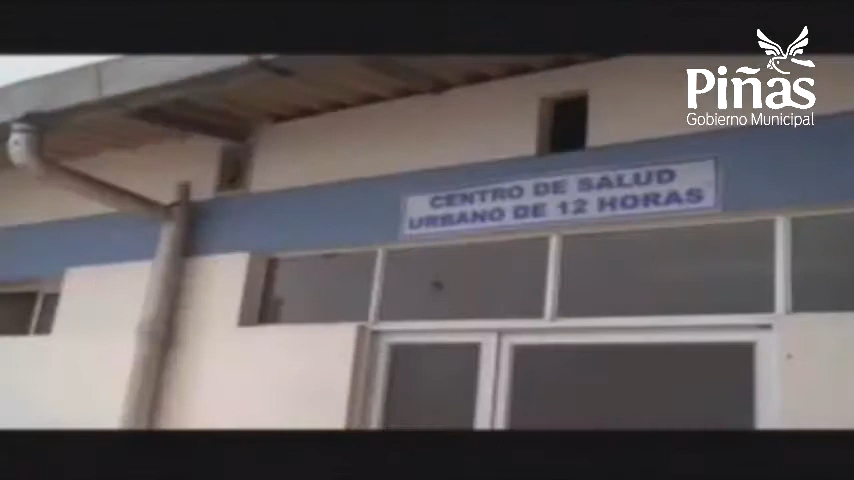 Piñas
Gobierno Municipal
CENTRO DE SALUD
URBANO DE 12 HORAS